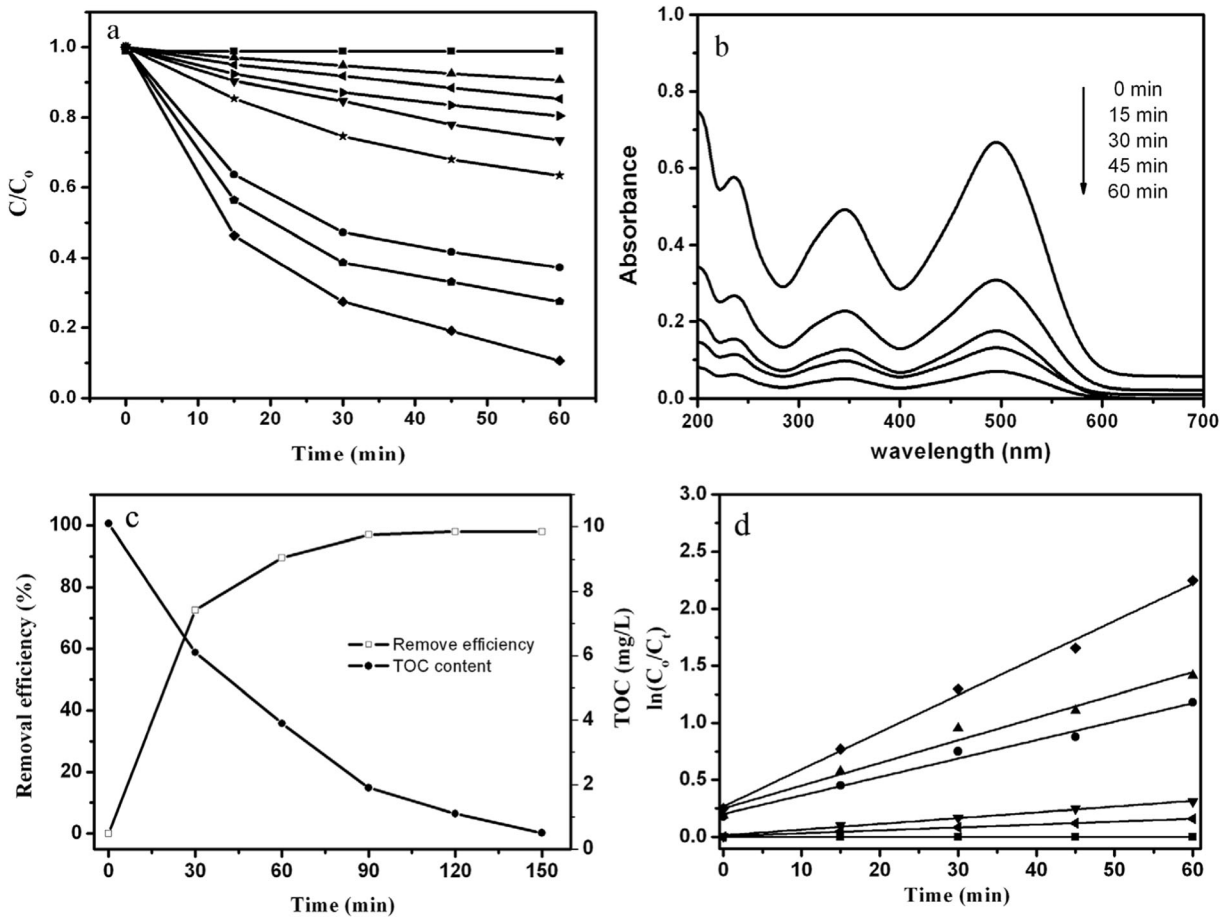 a
1.0
0.8
0.6
0.4
0.2
0.0
C/Co
0 10 20 30 40 50 60
Time (min)
b
1.0
0.8
0.6
0.4
0.2
0.0
Absorbance
0 min
15 min
30 min
45 min
60 min
200 300 400 500 600 700
wavelength (nm)
c
100
80
60
40
20
0
Removal efficiency (%)
Remove efficiency
TOC content
10
8
6
4
2
0
TOC (mg/L)
0 30 60 90 120 150
Time (min)
d
3.0
2.5
2.0
1.5
1.0
0.5
0.0
ln(Co/Ct)
0 10 20 30 40 50 60
Time (min)